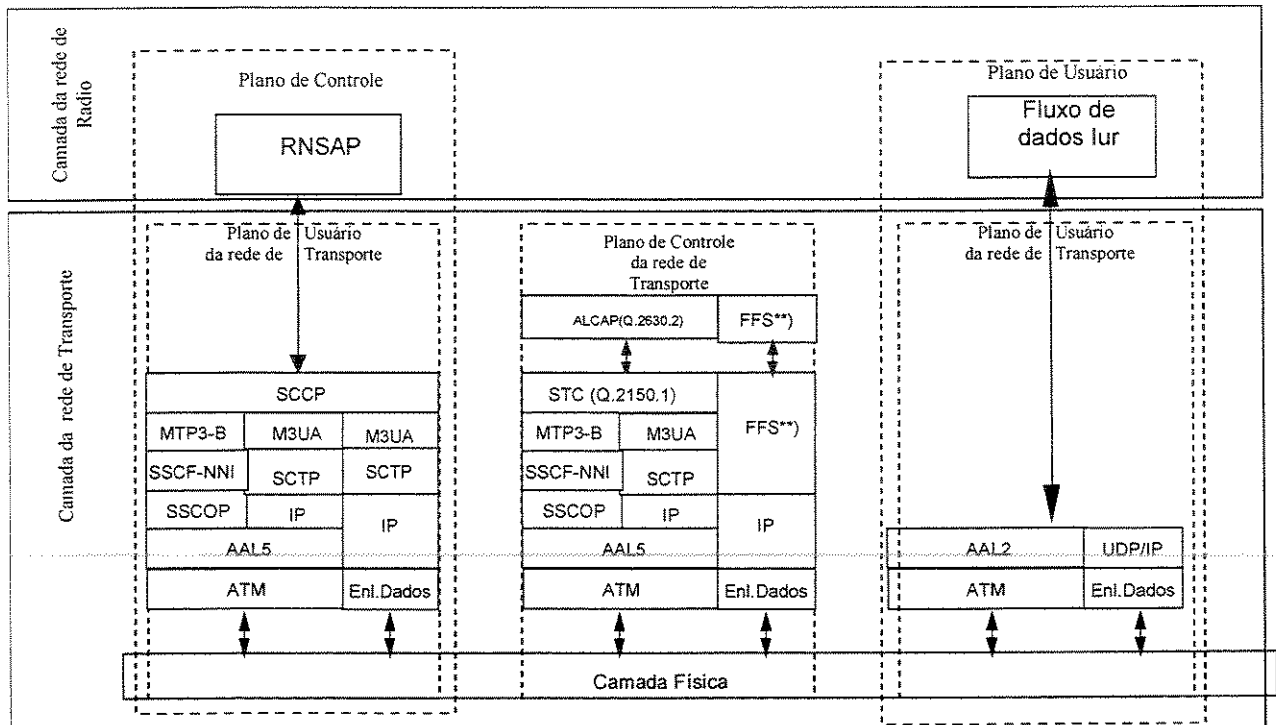 Camada da rede de
Radio
Plano de Controle
RNSAP
Plano de Usuário
Fluxo de
dados Iur
Camada da rede de Transporte
Plano de Usuário
da rede de Transporte
SCCP
MTP3-B M3UA M3UA
SSCF-NNI SCTP SCTP
SSCOP IP IP
AAL5
ATM Enl.Dados
Plano de Controle
da rede de
Transporte
ALCAP(Q.2630.2) FFS**)
STC (Q.2150.1) FFS**)
MTP3-B M3UA
SSCF-NNI SCTP
SSCOP IP IP
AAL5
ATM Enl.Dados
Plano de Usuário
da rede de Transporte
AAL2 UDP/IP
ATM Enl.Dados
Camada Física